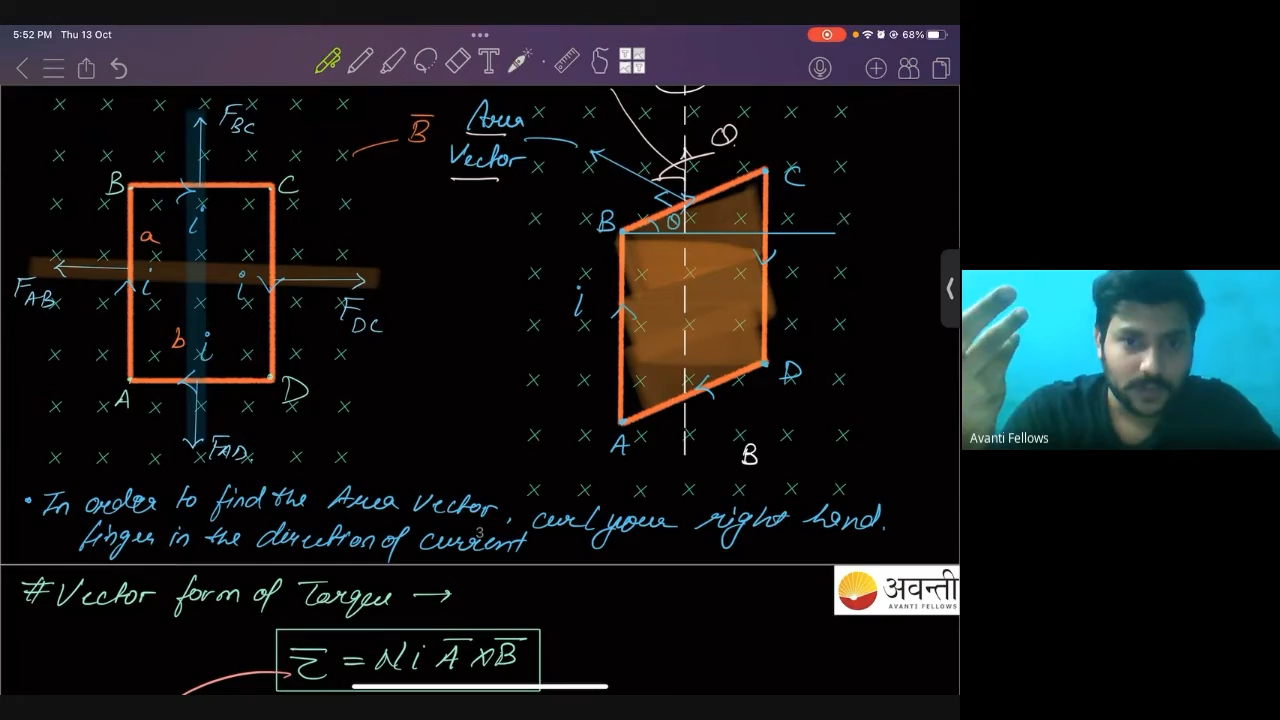 5:52 PM Thu 13 Oct
68%
F_BC
B̅
Area
Vector
θ
B
C
i
a
B
θ
C
F_AB
i
i
F_DC
i
b
i
A
D
F_AD
D
A
B
• In order to find the Area Vector, curl your right hand.
finger in the direction of current
3
# Vector form of Torque →
अवन्ती
AVANTI FELLOWS
τ̅ = N i A̅ × B̅
Avanti Fellows